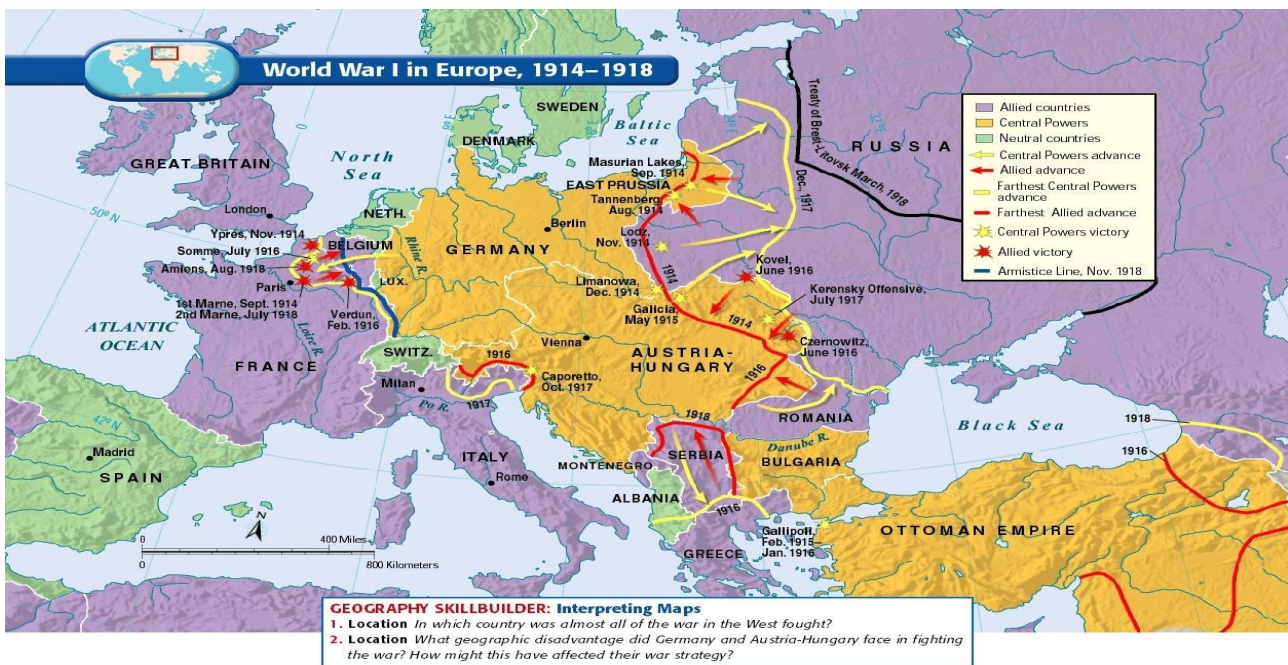 World War I in Europe, 1914–1918
Allied countries
Central Powers
Neutral countries
Central Powers advance
Allied advance
Farthest Central Powers
advance
Farthest Allied advance
Central Powers victory
Allied victory
Armistice Line, Nov. 1918
SWEDEN
DENMARK
Baltic
Sea
North
Sea
GREAT BRITAIN
London
NETH.
RUSSIA
Treaty of Brest-Litovsk March, 1918
Dec., 1917
Masurian Lakes,
Sep. 1914
EAST PRUSSIA
Tannenberg
Aug. 1914
Lodz,
Nov. 1914
Berlin
GERMANY
50°N
8°W
0
8°E
24°E
32°E
Ypres, Nov. 1914
Somme, July 1916
Amiens, Aug. 1918
Paris
1st Marne, Sept. 1914
2nd Marne, July 1918
BELGIUM
Rhine R.
LUX.
Verdun,
Feb. 1916
Loire R.
ATLANTIC
OCEAN
FRANCE
SWITZ.
Limanowa,
Dec. 1914
1914
Galicia,
May 1915
1914
Kovel,
June 1916
Kerensky Offensive,
July 1917
Czernowitz,
June 1916
Vienna
AUSTRIA-
HUNGARY
1916
1916
Caporetto,
Oct. 1917
Milan
Po R.
1917
ROMANIA
1918
SERBIA
Danube R.
BULGARIA
Black Sea
1918
1916
42°N
Madrid
SPAIN
ITALY
Rome
MONTENEGRO
ALBANIA
1916
GREECE
Gallipoli,
Feb. 1915–
Jan. 1916
OTTOMAN EMPIRE
N
0
400 Miles
0
800 Kilometers
GEOGRAPHY SKILLBUILDER: Interpreting Maps
1. Location In which country was almost all of the war in the West fought?
2. Location What geographic disadvantage did Germany and Austria-Hungary face in fighting
the war? How might this have affected their war strategy?